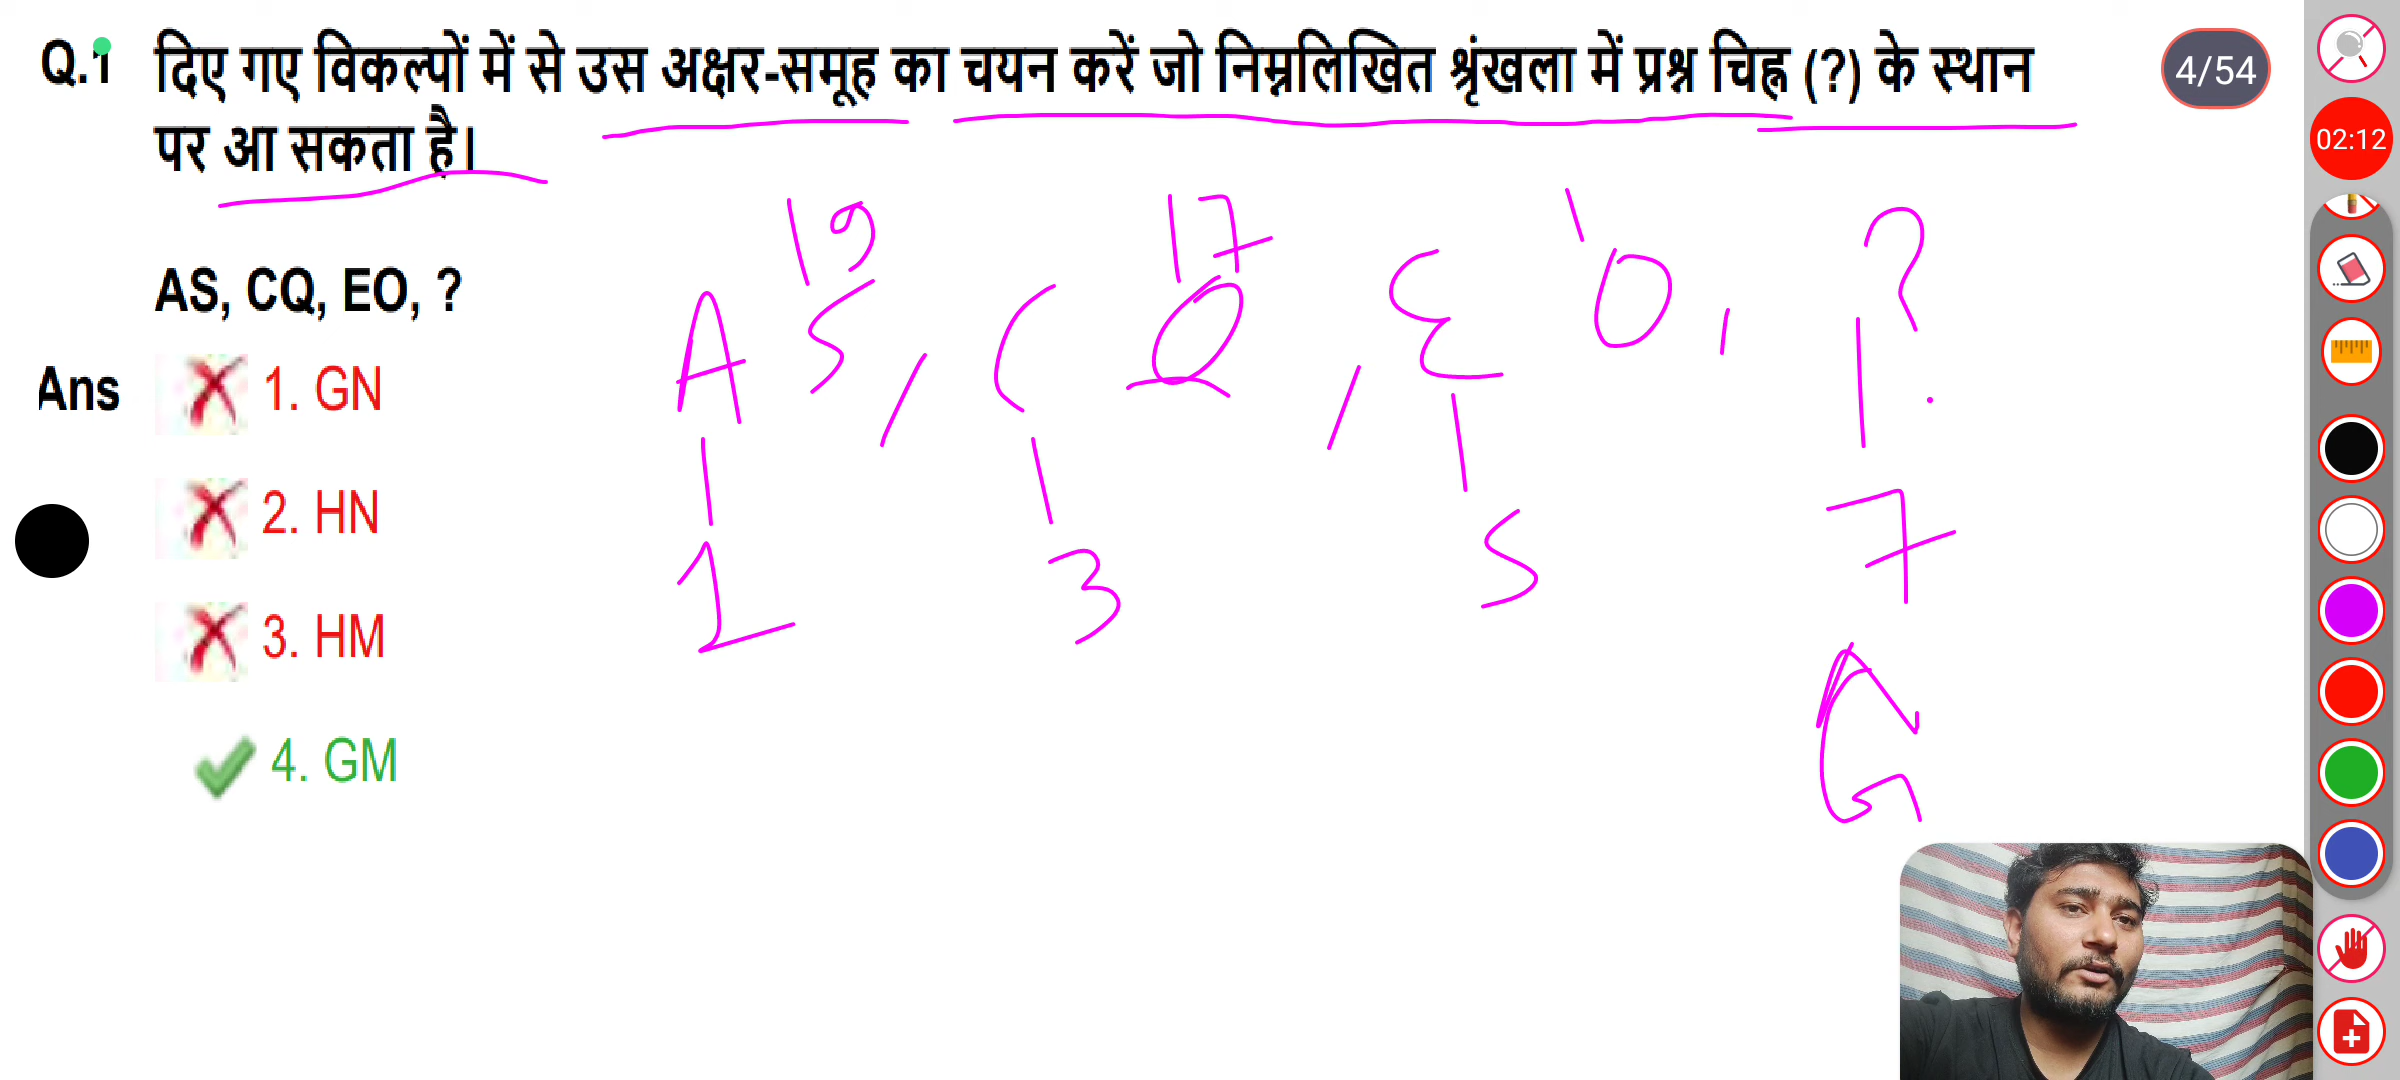 Q.1 दिए गए विकल्पों में से उस अक्षर-समूह का चयन करें जो निम्नलिखित श्रृंखला में प्रश्न चिह्न (?) के स्थान
पर आ सकता है।
4/54
02:12
19 17 1
AS, CQ, EO, ?
A S, C Q, E O, ?
Ans 1. GN
2. HN
1 3 5 7
3. HM
G
4. GM